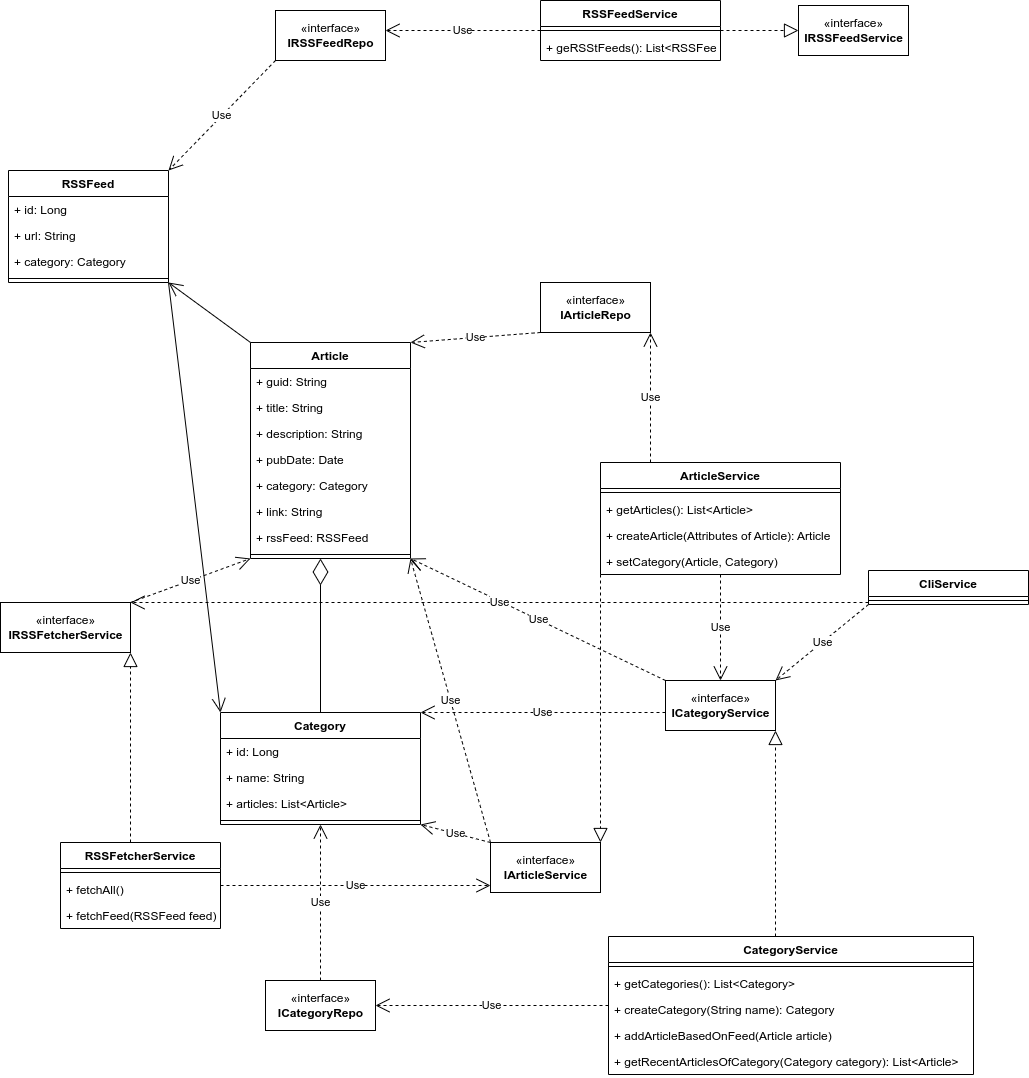 «interface»
IRSSFeedRepo
Use
RSSFeedService
+ geRSStFeeds(): List<RSSFee
«interface»
IRSSFeedService
Use
RSSFeed
+ id: Long
+ url: String
+ category: Category
«interface»
IArticleRepo
Use
Article
+ guid: String
+ title: String
+ description: String
+ pubDate: Date
+ category: Category
+ link: String
+ rssFeed: RSSFeed
Use
ArticleService
+ getArticles(): List<Article>
+ createArticle(Attributes of Article): Article
+ setCategory(Article, Category)
CliService
Use
«interface»
IRSSFetcherService
Use
Use
Use
Use
«interface»
ICategoryService
Use
Use
Category
+ id: Long
+ name: String
+ articles: List<Article>
Use
«interface»
IArticleService
RSSFetcherService
+ fetchAll()
+ fetchFeed(RSSFeed feed)
Use
Use
«interface»
ICategoryRepo
Use
CategoryService
+ getCategories(): List<Category>
+ createCategory(String name): Category
+ addArticleBasedOnFeed(Article article)
+ getRecentArticlesOfCategory(Category category): List<Article>